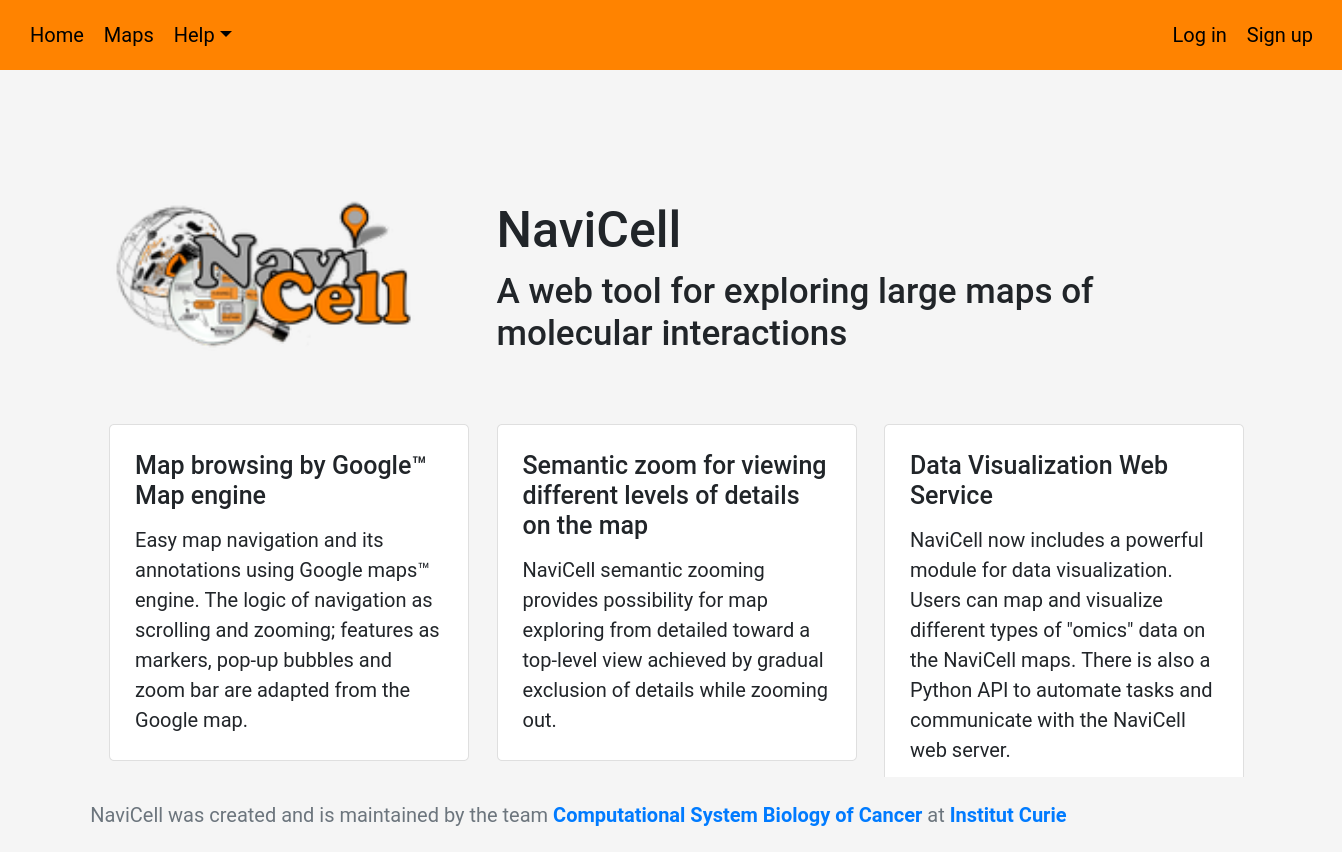 Home Maps Help
Log in Sign up
Navi
Cell
NaviCell
A web tool for exploring large maps of
molecular interactions
Map browsing by Google™
Map engine
Easy map navigation and its
annotations using Google maps™
engine. The logic of navigation as
scrolling and zooming; features as
markers, pop-up bubbles and
zoom bar are adapted from the
Google map.
Semantic zoom for viewing
different levels of details
on the map
NaviCell semantic zooming
provides possibility for map
exploring from detailed toward a
top-level view achieved by gradual
exclusion of details while zooming
out.
Data Visualization Web
Service
NaviCell now includes a powerful
module for data visualization.
Users can map and visualize
different types of "omics" data on
the NaviCell maps. There is also a
Python API to automate tasks and
communicate with the NaviCell
web server.
NaviCell was created and is maintained by the team Computational System Biology of Cancer at Institut Curie